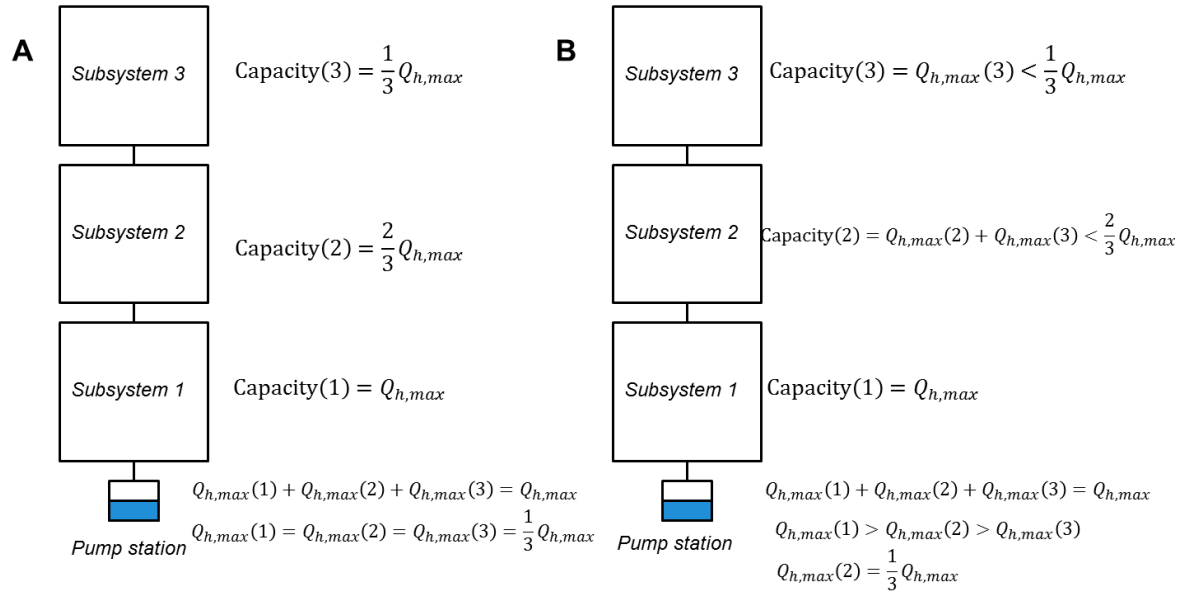 A
Subsystem 3
Capacity(3) = 1/3 Q_{h,max}
Subsystem 2
Capacity(2) = 2/3 Q_{h,max}
Subsystem 1
Capacity(1) = Q_{h,max}
Q_{h,max}(1) + Q_{h,max}(2) + Q_{h,max}(3) = Q_{h,max}
Q_{h,max}(1) = Q_{h,max}(2) = Q_{h,max}(3) = 1/3 Q_{h,max}
Pump station
B
Subsystem 3
Capacity(3) = Q_{h,max}(3) < 1/3 Q_{h,max}
Subsystem 2
Capacity(2) = Q_{h,max}(2) + Q_{h,max}(3) < 2/3 Q_{h,max}
Subsystem 1
Capacity(1) = Q_{h,max}
Q_{h,max}(1) + Q_{h,max}(2) + Q_{h,max}(3) = Q_{h,max}
Q_{h,max}(1) > Q_{h,max}(2) > Q_{h,max}(3)
Pump station
Q_{h,max}(2) = 1/3 Q_{h,max}